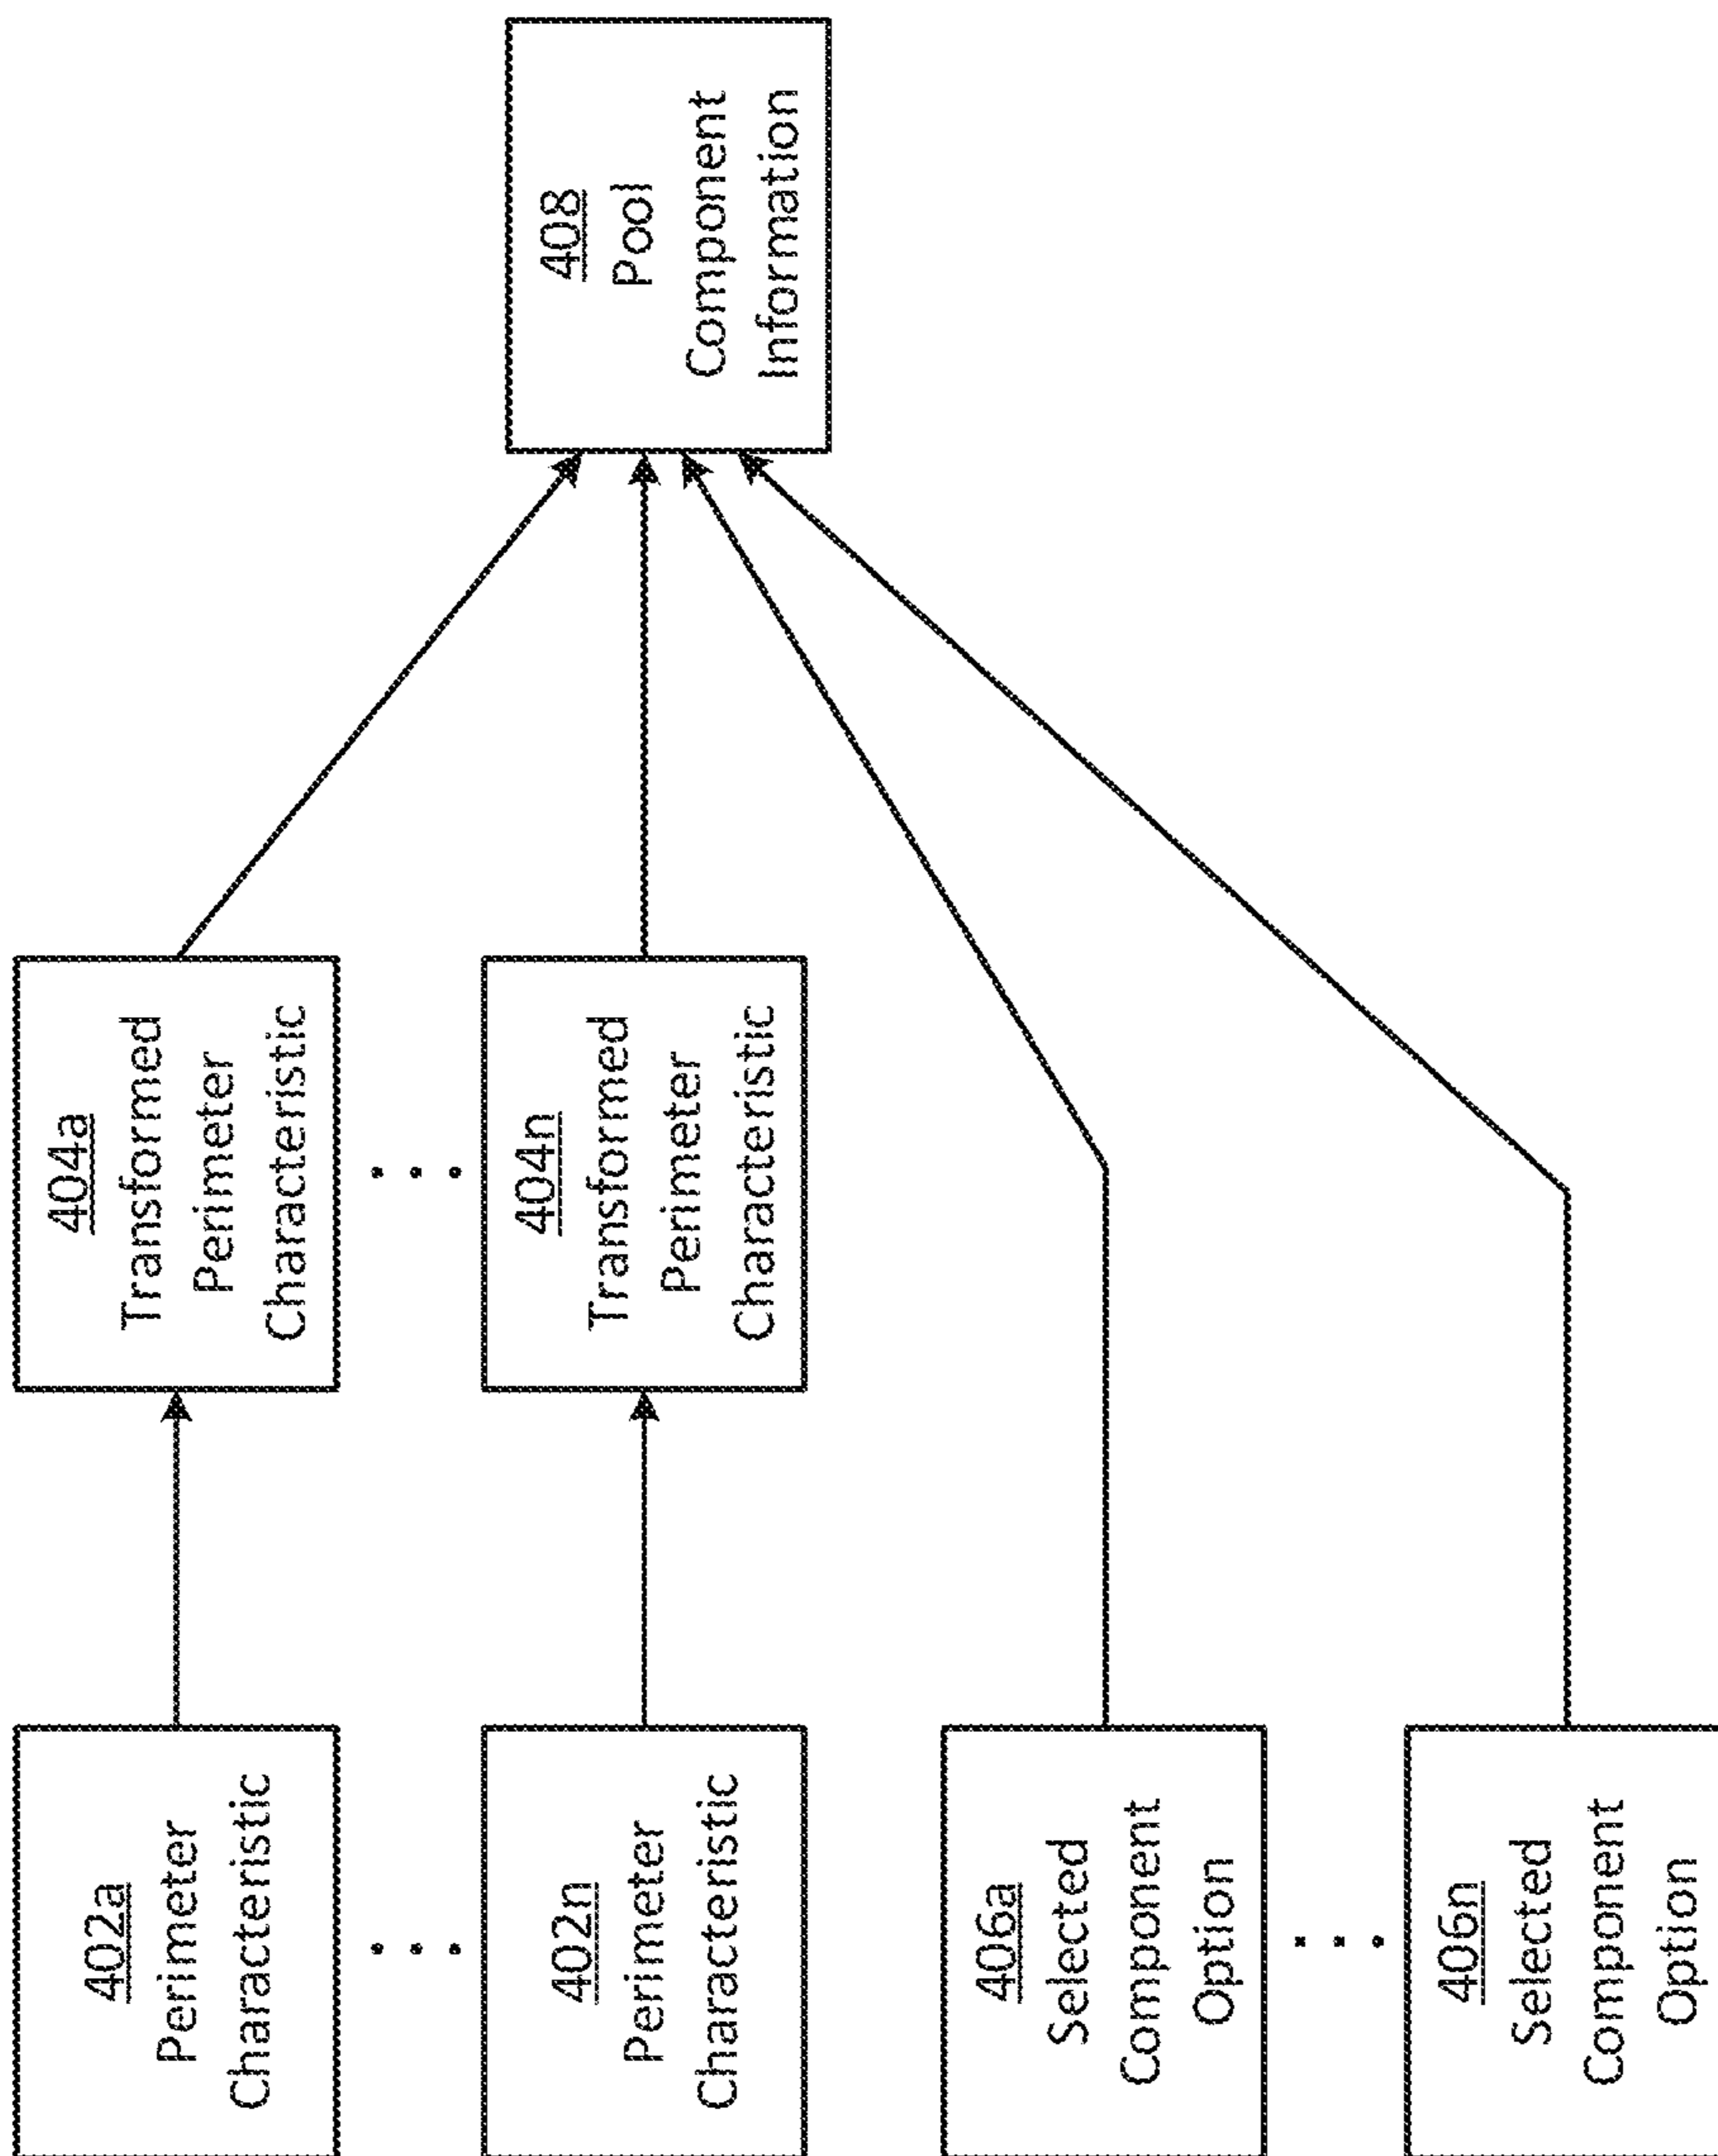 402a
Perimeter
Characteristic
404a
Transformed
Perimeter
Characteristic
402n
Perimeter
Characteristic
404n
Transformed
Perimeter
Characteristic
408
Pool
Component
Information
406a
Selected
Component
Option
406n
Selected
Component
Option